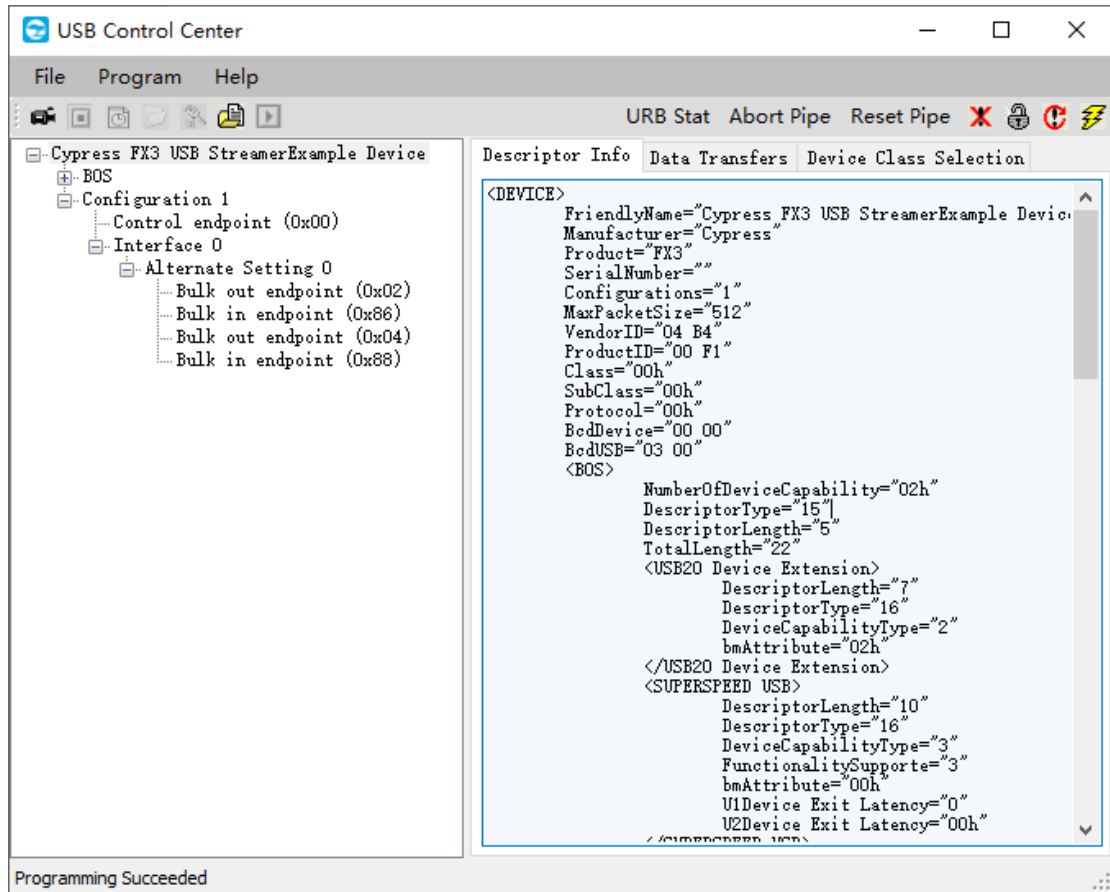 USB Control Center
File Program Help
URB Stat Abort Pipe Reset Pipe
Cypress FX3 USB StreamerExample Device
BOS
Configuration 1
Control endpoint (0x00)
Interface 0
Alternate Setting 0
Bulk out endpoint (0x02)
Bulk in endpoint (0x86)
Bulk out endpoint (0x04)
Bulk in endpoint (0x88)
Descriptor Info Data Transfers Device Class Selection
<DEVICE>
FriendlyName="Cypress FX3 USB StreamerExample Devic
Manufacturer="Cypress"
Product="FX3"
SerialNumber=""
Configurations="1"
MaxPacketSize="512"
VendorID="04 B4"
ProductID="00 F1"
Class="00h"
SubClass="00h"
Protocol="00h"
BcdDevice="00 00"
BcdUSB="03 00"
<BOS>
NumberOfDeviceCapability="02h"
DescriptorType="15"
DescriptorLength="5"
TotalLength="22"
<USB20 Device Extension>
DescriptorLength="7"
DescriptorType="16"
DeviceCapabilityType="2"
bmAttribute="02h"
</USB20 Device Extension>
<SUPERSPEED USB>
DescriptorLength="10"
DescriptorType="16"
DeviceCapabilityType="3"
FunctionalitySupporte="3"
bmAttribute="00h"
U1Device Exit Latency="0"
U2Device Exit Latency="00h"
</SUPERSPEED USB>
Programming Succeeded